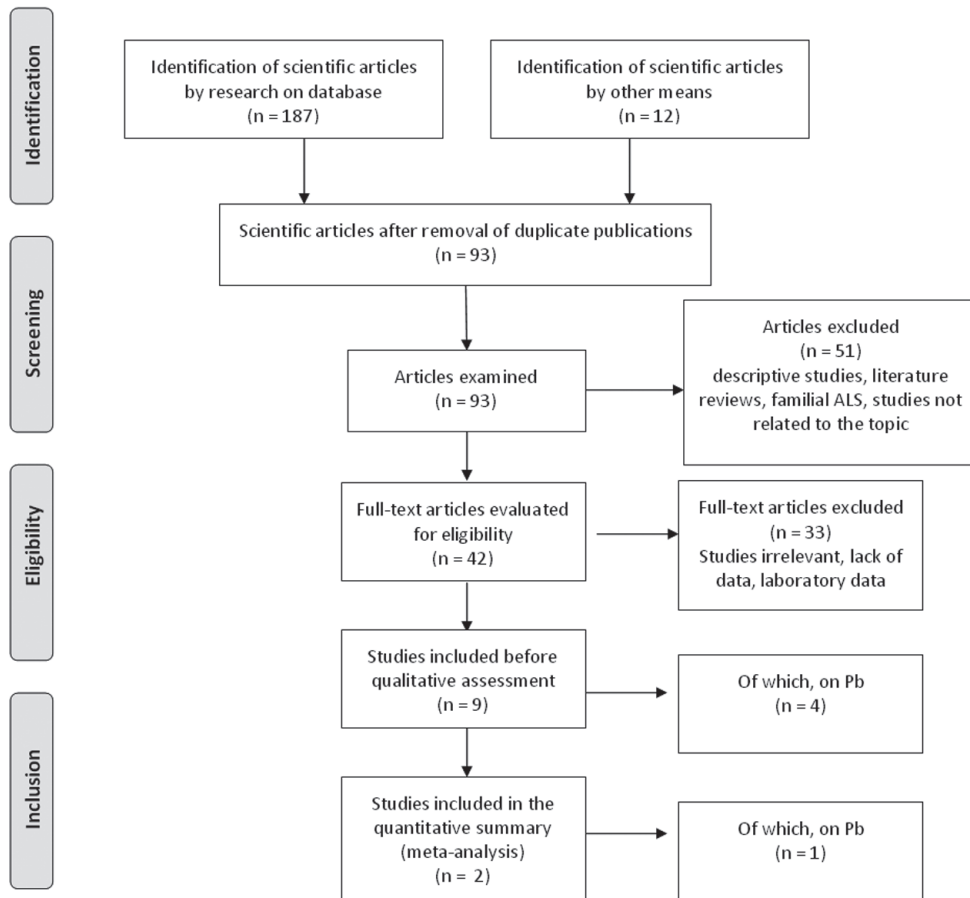 Identification
Identification of scientific articles
by research on database
(n = 187)
Identification of scientific articles
by other means
(n = 12)
Scientific articles after removal of duplicate publications
(n = 93)
Screening
Articles examined
(n = 93)
Articles excluded
(n = 51)
descriptive studies, literature
reviews, familial ALS, studies not
related to the topic
Eligibility
Full-text articles evaluated
for eligibility
(n = 42)
Full-text articles excluded
(n = 33)
Studies irrelevant, lack of
data, laboratory data
Studies included before
qualitative assessment
(n = 9)
Of which, on Pb
(n = 4)
Inclusion
Studies included in the
quantitative summary
(meta-analysis)
(n = 2)
Of which, on Pb
(n = 1)